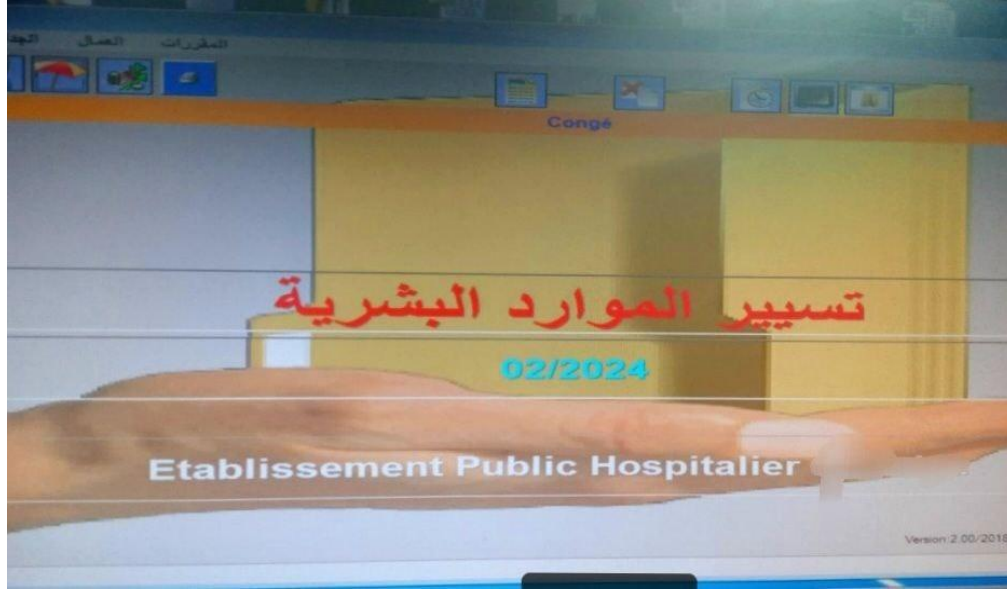 المقررات العمال
Congé
تسيير الموارد البشرية
02/2024
Etablissement Public Hospitalier
Version:2.00/2018